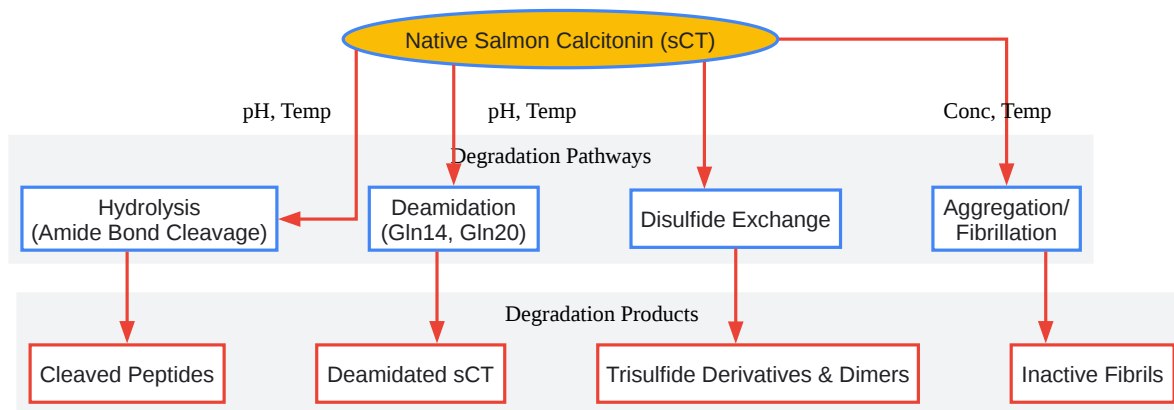 Native Salmon Calcitonin (sCT)
pH, Temp
pH, Temp
Conc, Temp
Degradation Pathways
Hydrolysis
(Amide Bond Cleavage)
Deamidation
(Gln14, Gln20)
Disulfide Exchange
Aggregation/
Fibrillation
Degradation Products
Cleaved Peptides
Deamidated sCT
Trisulfide Derivatives & Dimers
Inactive Fibrils